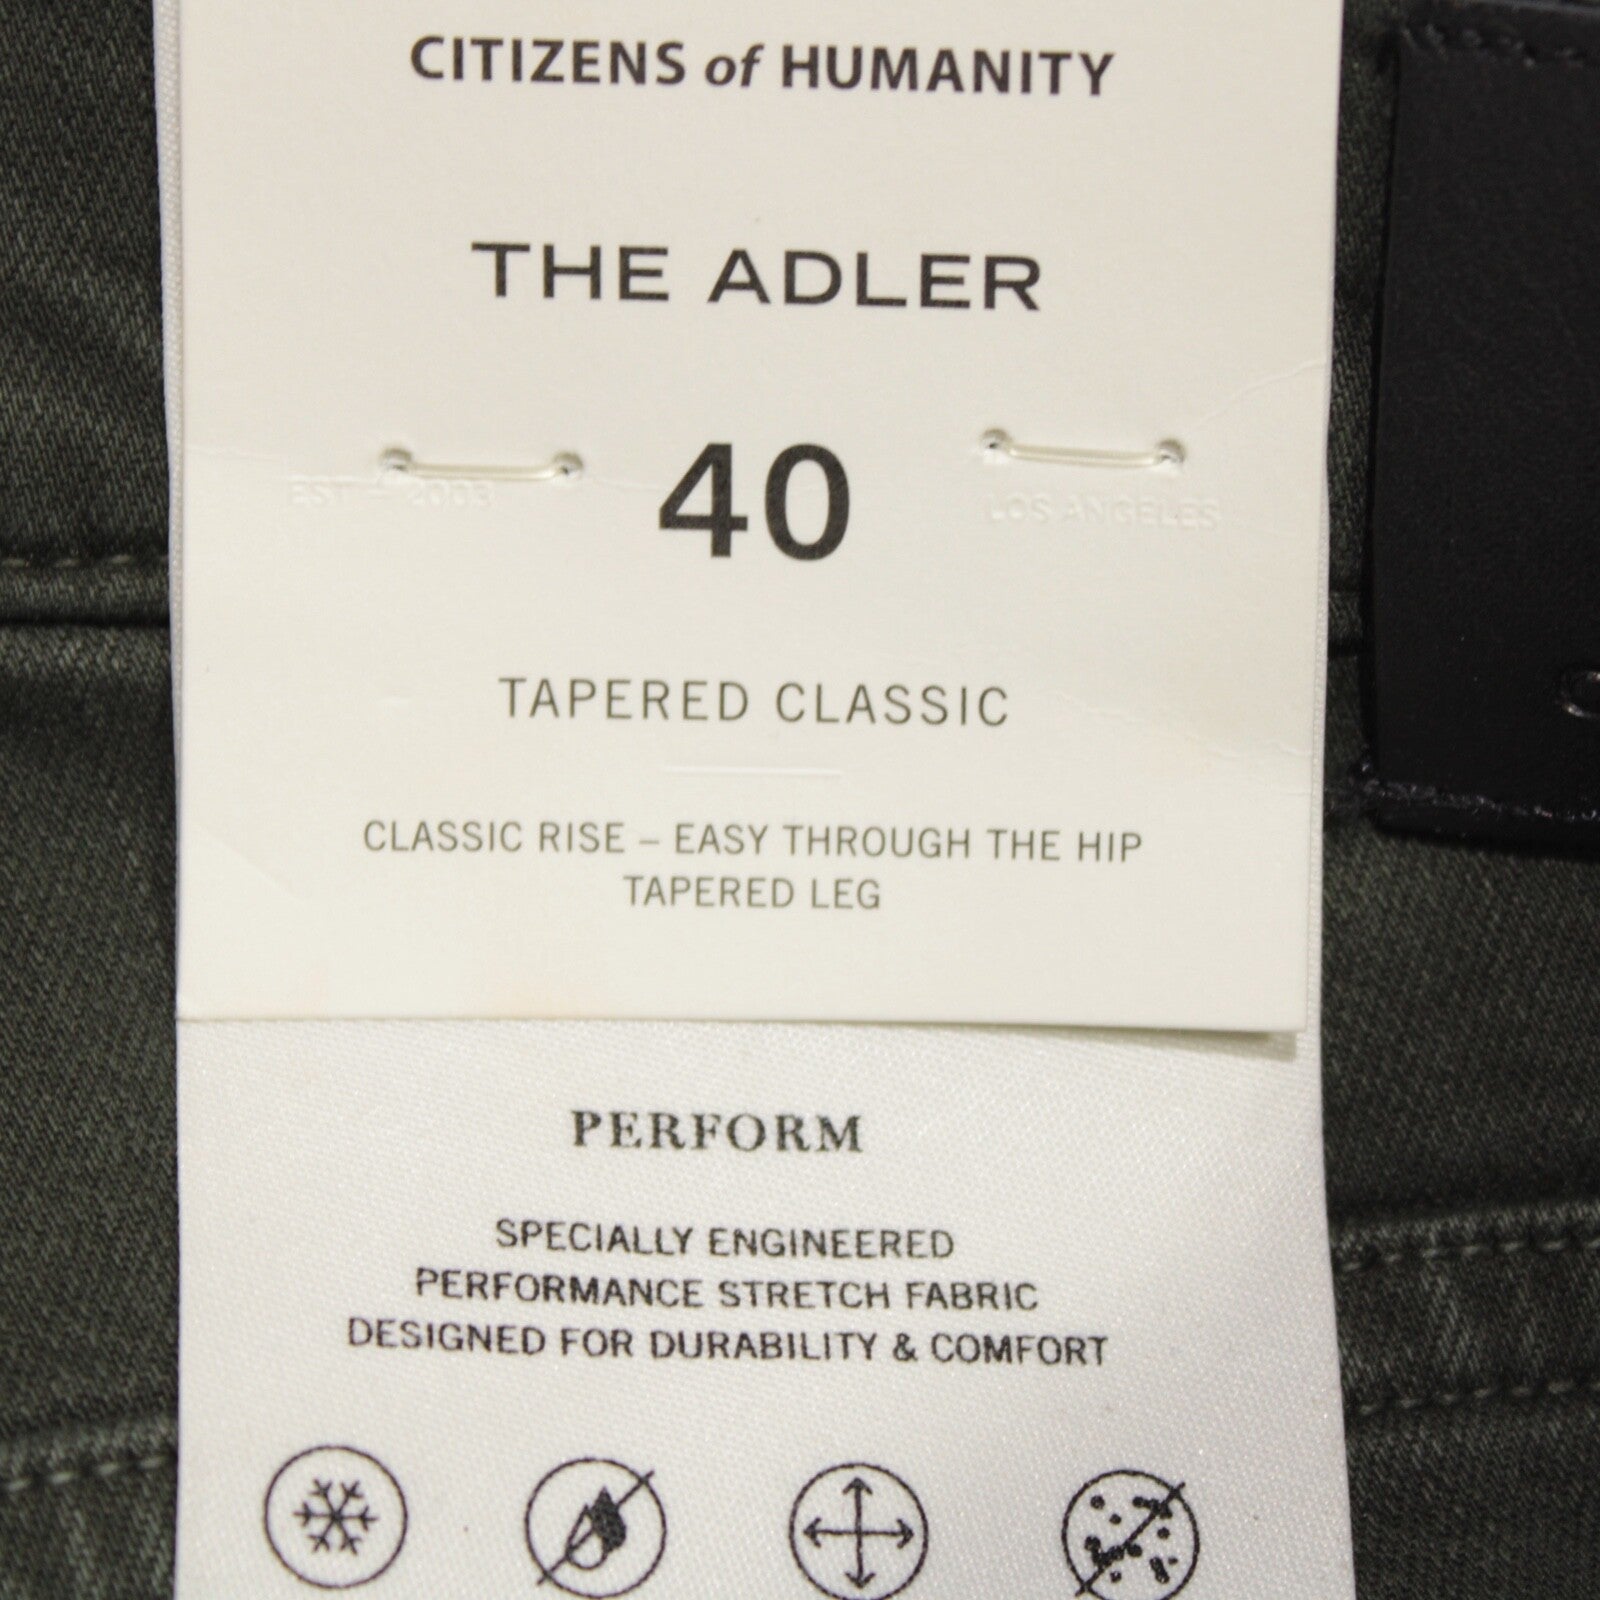 CITIZENS of HUMANITY
THE ADLER
EST – 2003
40
LOS ANGELES
TAPERED CLASSIC
CLASSIC RISE – EASY THROUGH THE HIP
TAPERED LEG
PERFORM
SPECIALLY ENGINEERED
PERFORMANCE STRETCH FABRIC
DESIGNED FOR DURABILITY & COMFORT